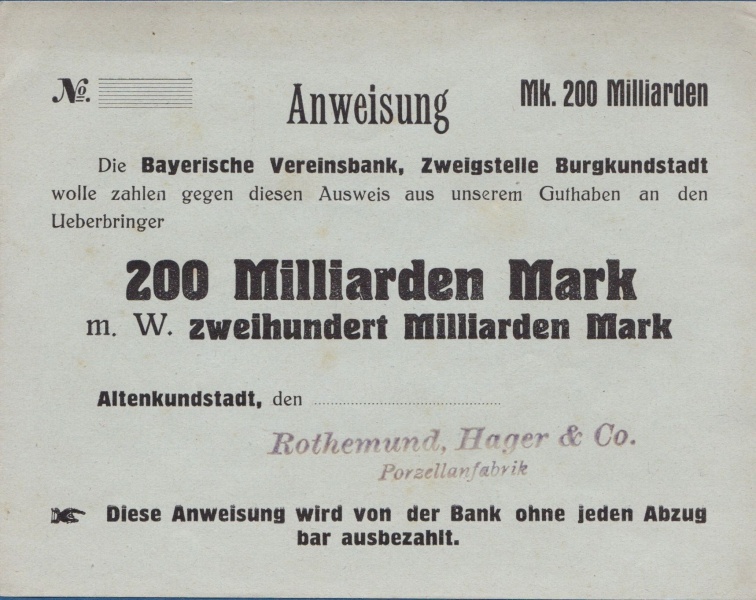 No.
Anweisung
Mk. 200 Milliarden
Die Bayerische Vereinsbank, Zweigstelle Burgkundstadt
wolle zahlen gegen diesen Ausweis aus unserem Guthaben an den
Ueberbringer
200 Milliarden Mark
m. W. zweihundert Milliarden Mark
Altenkundstadt, den
Rothemund, Hager & Co.
Porzellanfabrik
Diese Anweisung wird von der Bank ohne jeden Abzug
bar ausbezahlt.